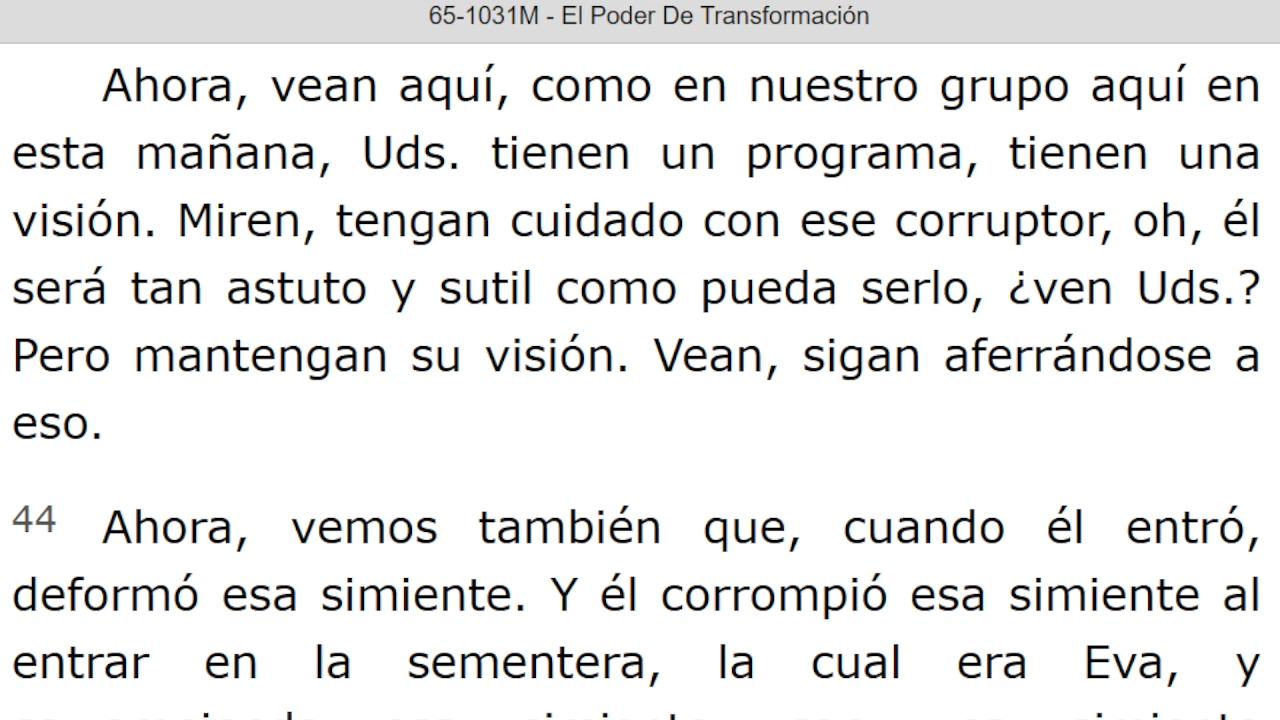 65-1031M - El Poder De Transformación
Ahora, vean aquí, como en nuestro grupo aquí en
esta mañana, Uds. tienen un programa, tienen una
visión. Miren, tengan cuidado con ese corruptor, oh, él
será tan astuto y sutil como pueda serlo, ¿ven Uds.?
Pero mantengan su visión. Vean, sigan aferrándose a
eso.
44 Ahora, vemos también que, cuando él entró,
deformó esa simiente. Y él corrompió esa simiente al
entrar en la sementera, la cual era Eva, y